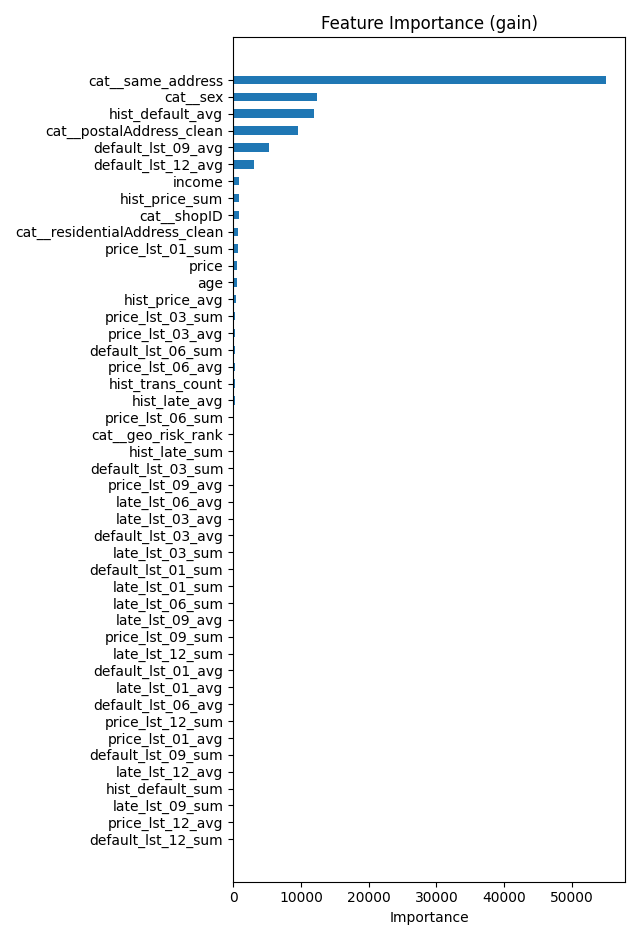 Feature Importance (gain)
cat__same_address
cat__sex
hist_default_avg
cat__postalAddress_clean
default_lst_09_avg
default_lst_12_avg
income
hist_price_sum
cat__shopID
cat__residentialAddress_clean
price_lst_01_sum
price
age
hist_price_avg
price_lst_03_sum
price_lst_03_avg
default_lst_06_sum
price_lst_06_avg
hist_trans_count
hist_late_avg
price_lst_06_sum
cat__geo_risk_rank
hist_late_sum
default_lst_03_sum
price_lst_09_avg
late_lst_06_avg
late_lst_03_avg
default_lst_03_avg
late_lst_03_sum
default_lst_01_sum
late_lst_01_sum
late_lst_06_sum
late_lst_09_avg
price_lst_09_sum
late_lst_12_sum
default_lst_01_avg
late_lst_01_avg
default_lst_06_avg
price_lst_12_sum
price_lst_01_avg
default_lst_09_sum
late_lst_12_avg
hist_default_sum
late_lst_09_sum
price_lst_12_avg
default_lst_12_sum
0 10000 20000 30000 40000 50000
Importance